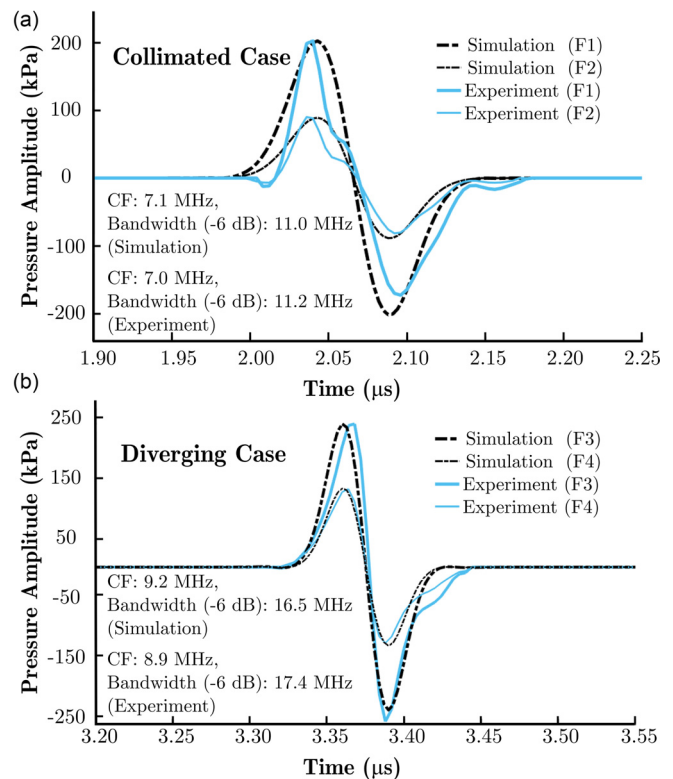 (a)
Collimated Case
Simulation (F1)
Simulation (F2)
Experiment (F1)
Experiment (F2)
Pressure Amplitude (kPa)
200
100
0
-100
-200
CF: 7.1 MHz,
Bandwidth (-6 dB): 11.0 MHz
(Simulation)
CF: 7.0 MHz,
Bandwidth (-6 dB): 11.2 MHz
(Experiment)
1.90 1.95 2.00 2.05 2.10 2.15 2.20 2.25
Time (μs)
(b)
Diverging Case
Simulation (F3)
Simulation (F4)
Experiment (F3)
Experiment (F4)
Pressure Amplitude (kPa)
250
150
50
-50
-150
-250
CF: 9.2 MHz,
Bandwidth (-6 dB): 16.5 MHz
(Simulation)
CF: 8.9 MHz,
Bandwidth (-6 dB): 17.4 MHz
(Experiment)
3.20 3.25 3.30 3.35 3.40 3.45 3.50 3.55
Time (μs)